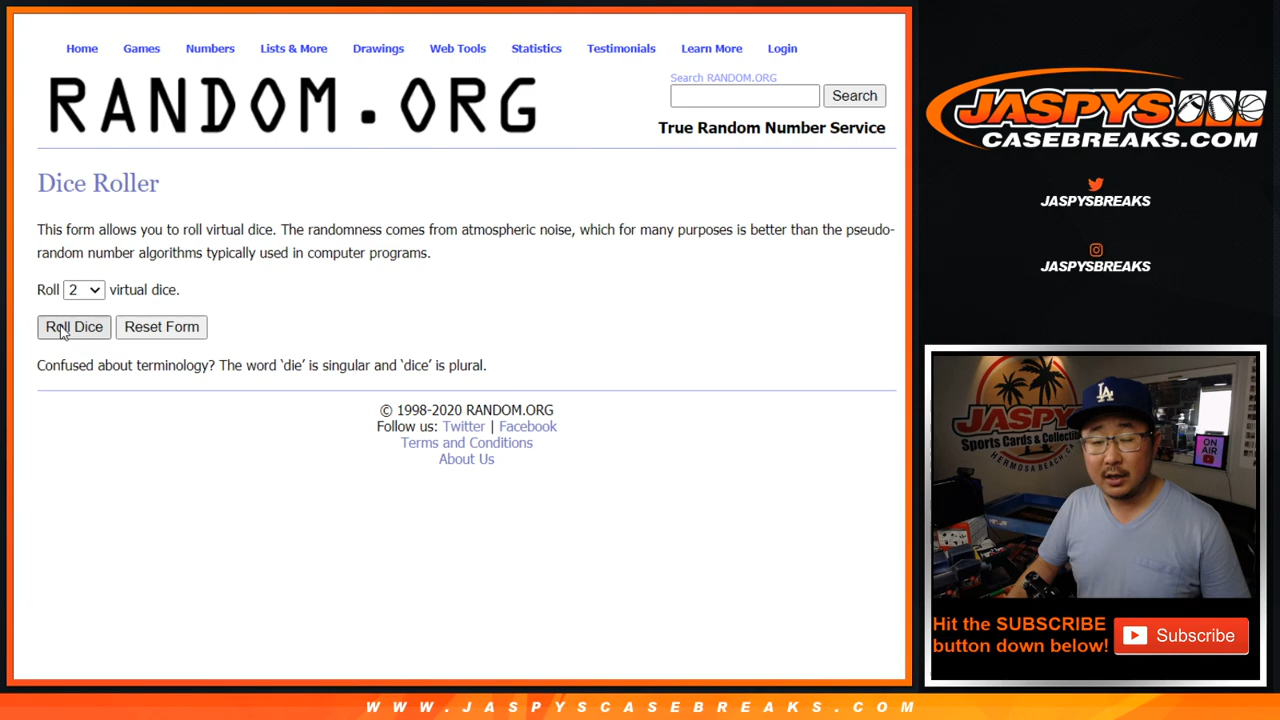 Home Games Numbers Lists & More Drawings Web Tools Statistics Testimonials Learn More Login
RANDOM.ORG
Search RANDOM.ORG
Search
True Random Number Service
Dice Roller
This form allows you to roll virtual dice. The randomness comes from atmospheric noise, which for many purposes is better than the pseudo-
random number algorithms typically used in computer programs.
Roll 2 virtual dice.
Roll Dice Reset Form
Confused about terminology? The word ‘die’ is singular and ‘dice’ is plural.
© 1998-2020 RANDOM.ORG
Follow us: Twitter | Facebook
Terms and Conditions
About Us
JASPYS
CASEBREAKS.COM
JASPYSBREAKS
JASPYSBREAKS
JASPYS
Sports Cards & Collectib
HERMOSA BEACH, CA
LA
ON
AIR
Hit the SUBSCRIBE
button down below!
Subscribe
WWW.JASPYSCASEBREAKS.COM